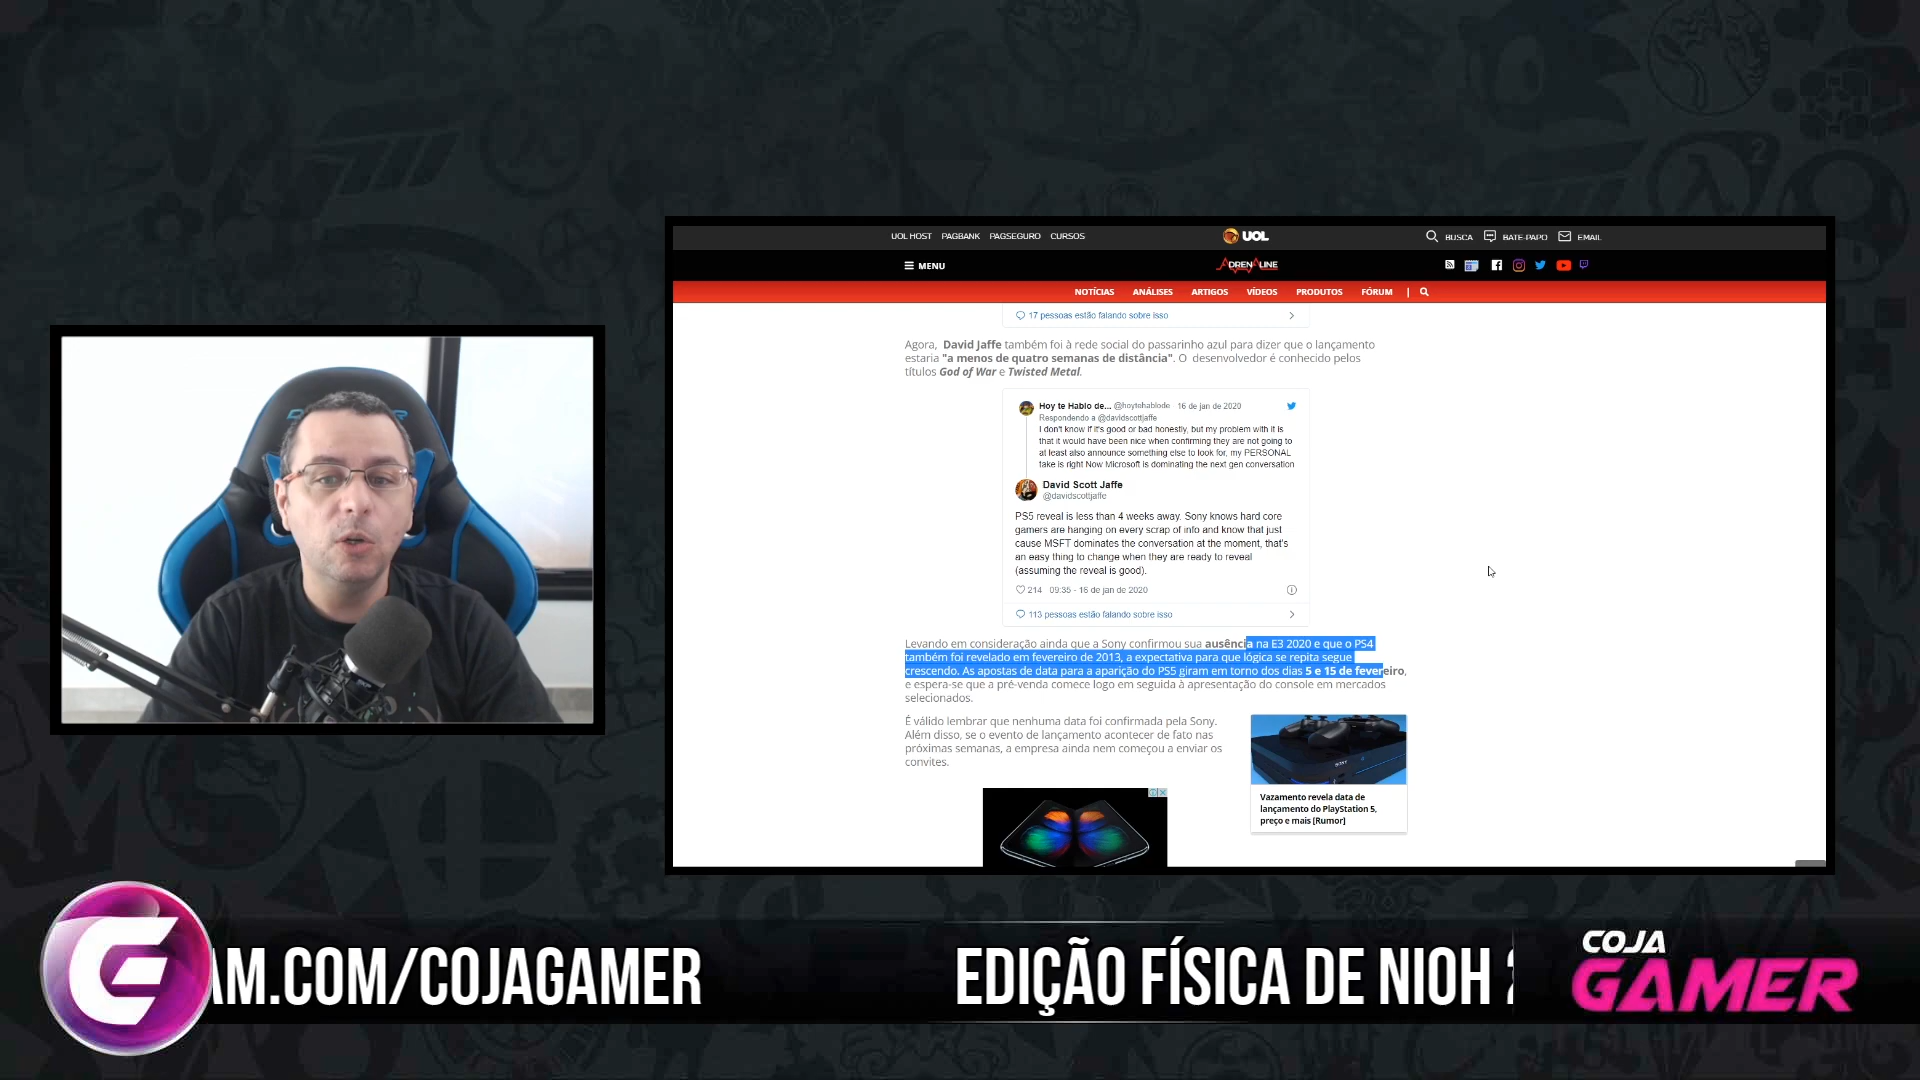 UOL HOST PAGBANK PAGSEGURO CURSOS
UOL
BUSCA BATE-PAPO EMAIL
MENU
ADRENALINE
NOTÍCIAS ANÁLISES ARTIGOS VÍDEOS PRODUTOS FÓRUM |
17 pessoas estão falando sobre isso
Agora, David Jaffe também foi à rede social do passarinho azul para dizer que o lançamento
estaria "a menos de quatro semanas de distância". O desenvolvedor é conhecido pelos
títulos God of War e Twisted Metal.
Hoy te Hablo de... @hoytehablode 16 de jan de 2020
Respondendo a @davidscottjaffe
I don't know if it's good or bad honestly, but my problem with it is
that it would have been nice when confirming they are not going to
at least also announce something else to look for, my PERSONAL
take is right Now Microsoft is dominating the next gen conversation
David Scott Jaffe
@davidscottjaffe
PS5 reveal is less than 4 weeks away. Sony knows hard core
gamers are hanging on every scrap of info and know that just
cause MSFT dominates the conversation at the moment, that's
an easy thing to change when they are ready to reveal
(assuming the reveal is good).
214 09:35 - 16 de jan de 2020
113 pessoas estão falando sobre isso
Levando em consideração ainda que a Sony confirmou sua ausência na E3 2020 e que o PS4
também foi revelado em fevereiro de 2013, a expectativa para que lógica se repita segue
crescendo. As apostas de data para a aparição do PS5 giram em torno dos dias 5 e 15 de fevereiro,
e espera-se que a pré-venda comece logo em seguida à apresentação do console em mercados
selecionados.
É válido lembrar que nenhuma data foi confirmada pela Sony.
Além disso, se o evento de lançamento acontecer de fato nas
próximas semanas, a empresa ainda nem começou a enviar os
convites.
SONY
Vazamento revela data de
lançamento do PlayStation 5,
preço e mais [Rumor]
AM.COM/COJAGAMER
EDIÇÃO FÍSICA DE NIOH 2
COJA
GAMER